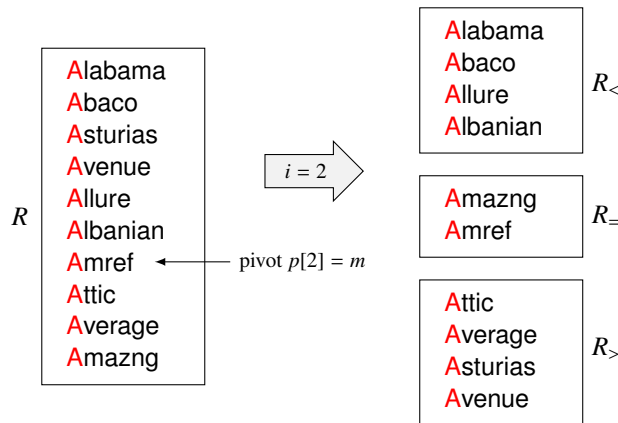 R
Alabama
Abaco
Asturias
Avenue
Allure
Albanian
Amref
Attic
Average
Amazng
pivot p[2] = m
i = 2
Alabama
Abaco
Allure
Albanian
R<
Amazng
Amref
R=
Attic
Average
Asturias
Avenue
R>